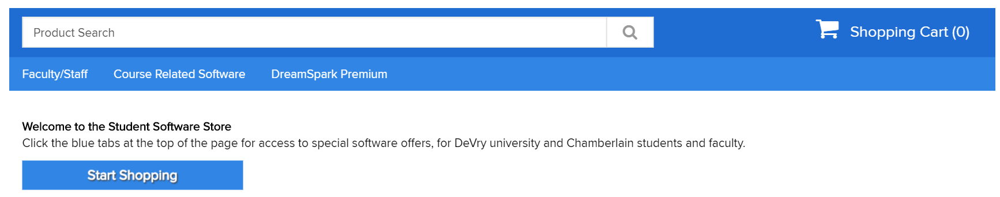 Product Search
Shopping Cart (0)
Faculty/Staff Course Related Software DreamSpark Premium
Welcome to the Student Software Store
Click the blue tabs at the top of the page for access to special software offers, for DeVry university and Chamberlain students and faculty.
Start Shopping